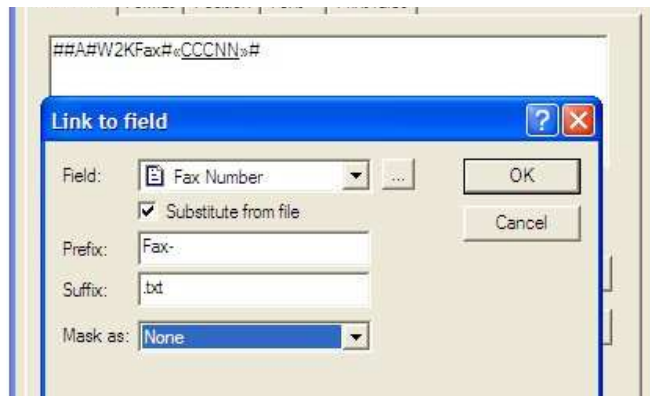 ##A#W2KFax#«CCCNN»#
Link to field
?
Field: Fax Number ... OK
Substitute from file
Cancel
Prefix: Fax-
Suffix: .txt
Mask as: None